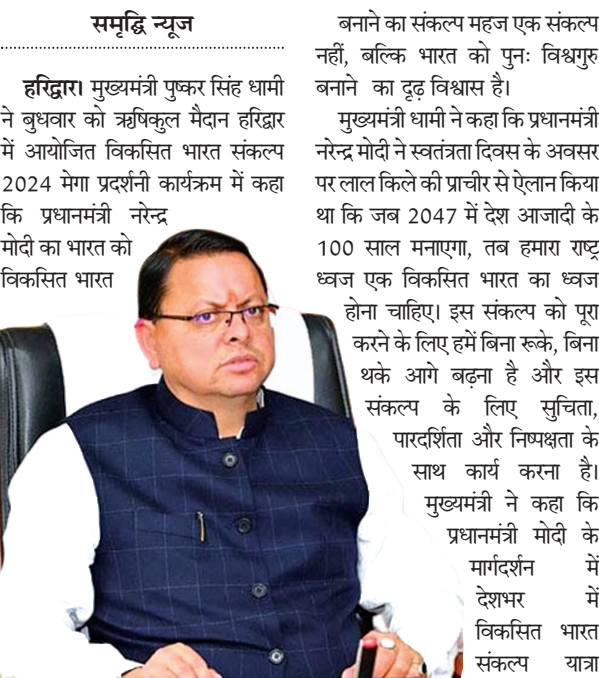 समृद्घि न्यूज
हरिद्वार। मुख्यमंत्री पुष्कर सिंह धामी
ने बुधवार को ऋषिकुल मैदान हरिद्वार
में आयोजित विकसित भारत संकल्प
2024 मेगा प्रदर्शनी कार्यक्रम में कहा
कि प्रधानमंत्री नरेन्द्र
मोदी का भारत को
विकसित भारत
बनाने का संकल्प महज एक संकल्प
नहीं, बल्कि भारत को पुनः विश्वगुरु
बनाने का दृढ़ विश्वास है।
मुख्यमंत्री धामी ने कहा कि प्रधानमंत्री
नरेन्द्र मोदी ने स्वतंत्रता दिवस के अवसर
पर लाल किले की प्राचीर से ऐलान किया
था कि जब 2047 में देश आजादी के
100 साल मनाएगा, तब हमारा राष्ट्र
ध्वज एक विकसित भारत का ध्वज
होना चाहिए। इस संकल्प को पूरा
करने के लिए हमें बिना रूके, बिना
थके आगे बढ़ना है और इस
संकल्प के लिए सुचिता,
पारदर्शिता और निष्पक्षता के
साथ कार्य करना है।
मुख्यमंत्री ने कहा कि
प्रधानमंत्री मोदी के
मार्गदर्शन में
देशभर में
विकसित भारत
संकल्प यात्रा